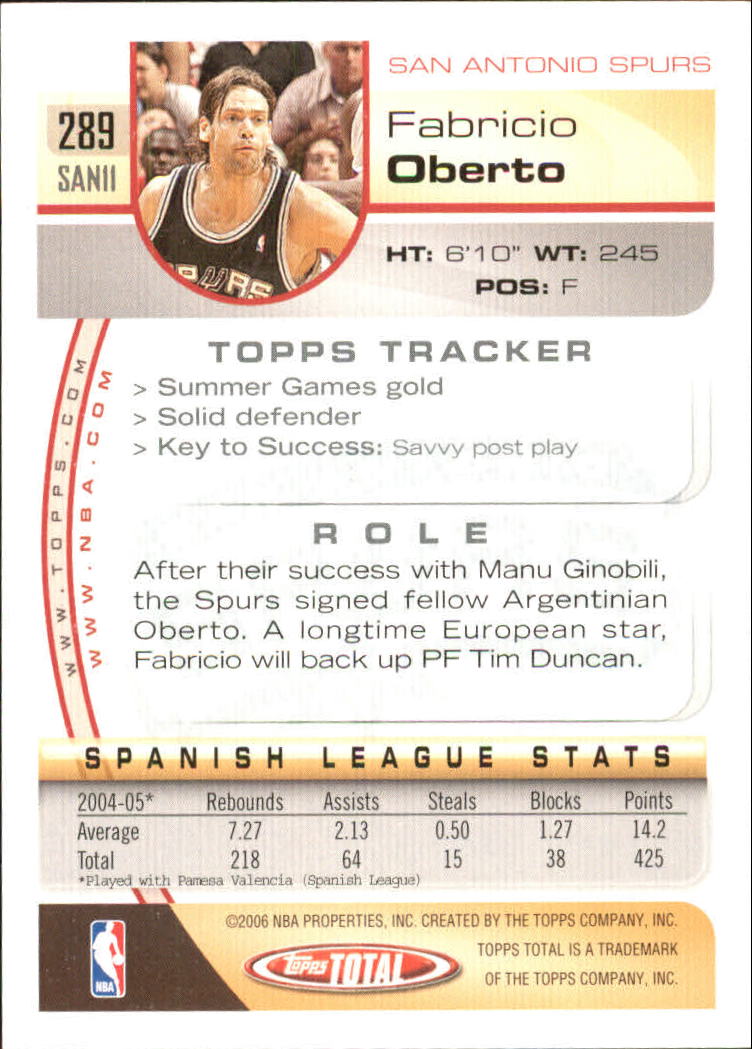 SAN ANTONIO SPURS
289
SAN11
Fabricio
Oberto
SPURS
HT: 6'10" WT: 245
POS: F
TOPPS TRACKER
> Summer Games gold
> Solid defender
> Key to Success: Savvy post play
WWW.TOPPS.COM
WWW.NBA.COM
ROLE
After their success with Manu Ginobili,
the Spurs signed fellow Argentinian
Oberto. A longtime European star,
Fabricio will back up PF Tim Duncan.
SPANISH LEAGUE STATS
2004-05* Rebounds Assists Steals Blocks Points
Average 7.27 2.13 0.50 1.27 14.2
Total 218 64 15 38 425
*Played with Pamesa Valencia (Spanish League)
©2006 NBA PROPERTIES, INC. CREATED BY THE TOPPS COMPANY, INC.
TOPPS TOTAL IS A TRADEMARK
OF THE TOPPS COMPANY, INC.
NBA
Topps TOTAL